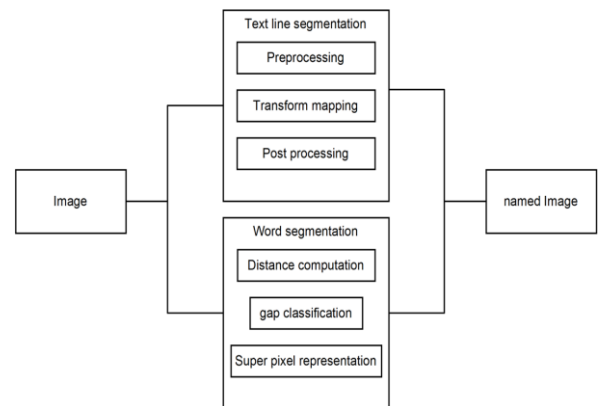 Text line segmentation
Preprocessing
Transform mapping
Post processing
Image
named Image
Word segmentation
Distance computation
gap classification
Super pixel representation